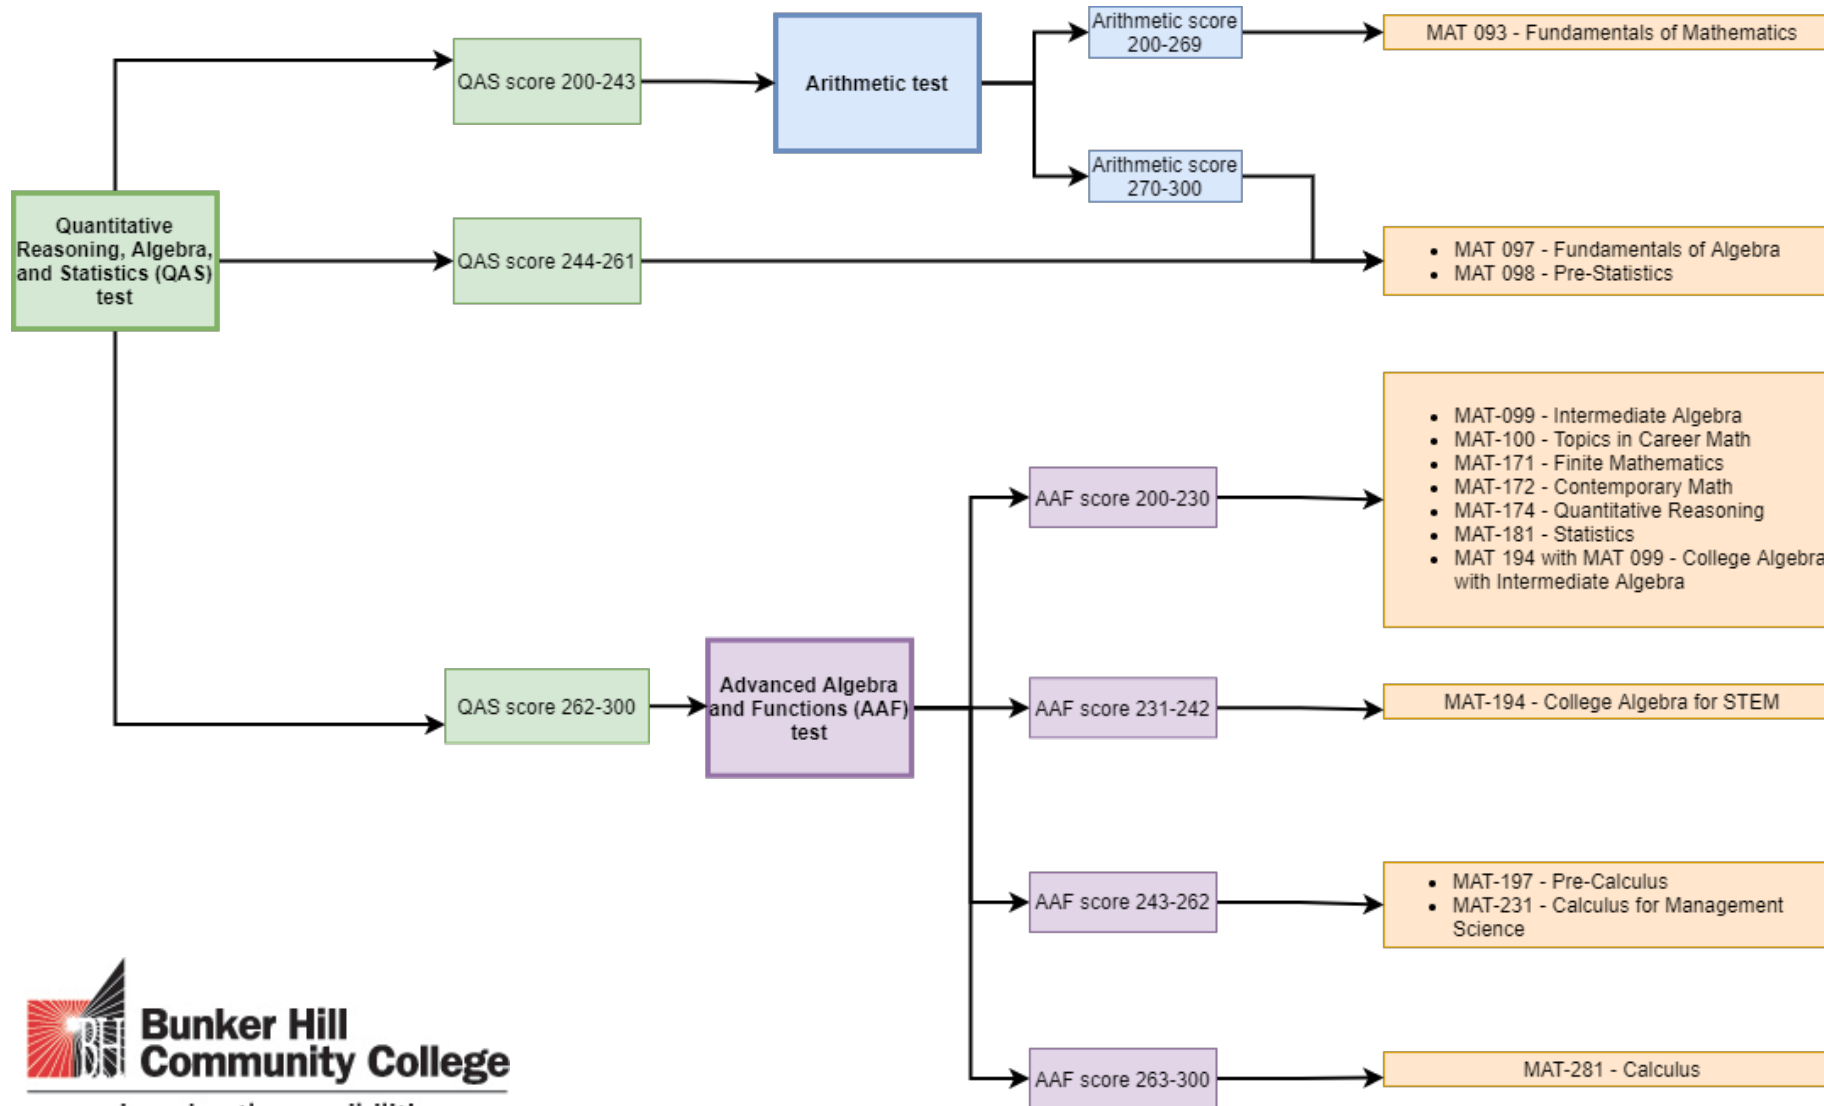 Arithmetic score
200-269
MAT 093 - Fundamentals of Mathematics
QAS score 200-243
Arithmetic test
Arithmetic score
270-300
Quantitative
Reasoning, Algebra,
and Statistics (QAS)
test
QAS score 244-261
• MAT 097 - Fundamentals of Algebra
• MAT 098 - Pre-Statistics
• MAT-099 - Intermediate Algebra
• MAT-100 - Topics in Career Math
• MAT-171 - Finite Mathematics
• MAT-172 - Contemporary Math
• MAT-174 - Quantitative Reasoning
• MAT-181 - Statistics
• MAT 194 with MAT 099 - College Algebra
with Intermediate Algebra
AAF score 200-230
QAS score 262-300
Advanced Algebra
and Functions (AAF)
test
AAF score 231-242
MAT-194 - College Algebra for STEM
AAF score 243-262
• MAT-197 - Pre-Calculus
• MAT-231 - Calculus for Management
Science
AAF score 263-300
MAT-281 - Calculus
BH
Bunker Hill
Community College